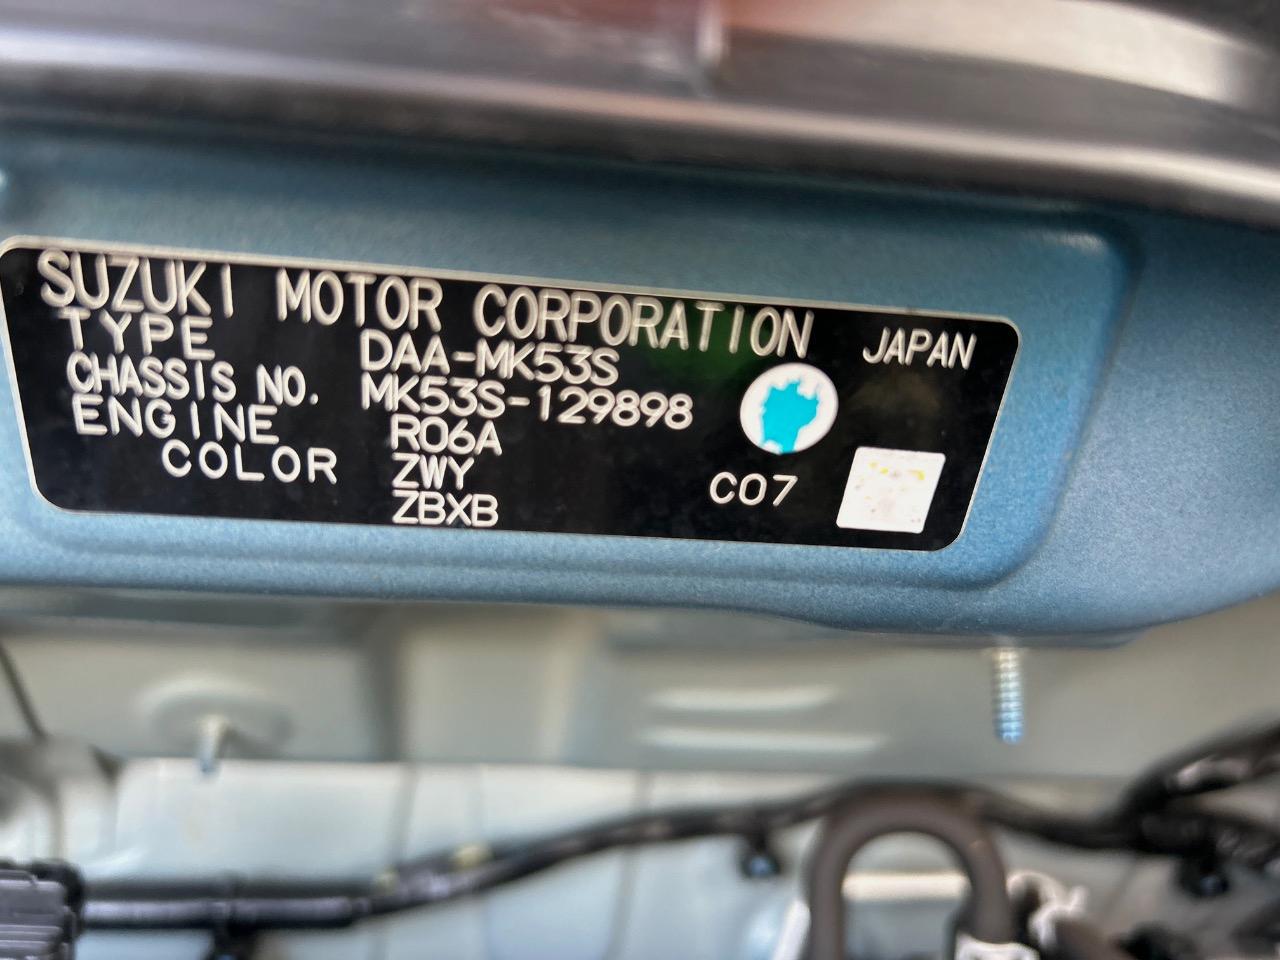 SUZUKI MOTOR CORPORATION JAPAN
TYPE DAA-MK53S
CHASSIS NO. MK53S-129898
ENGINE R06A
COLOR ZWY C07
ZBXB